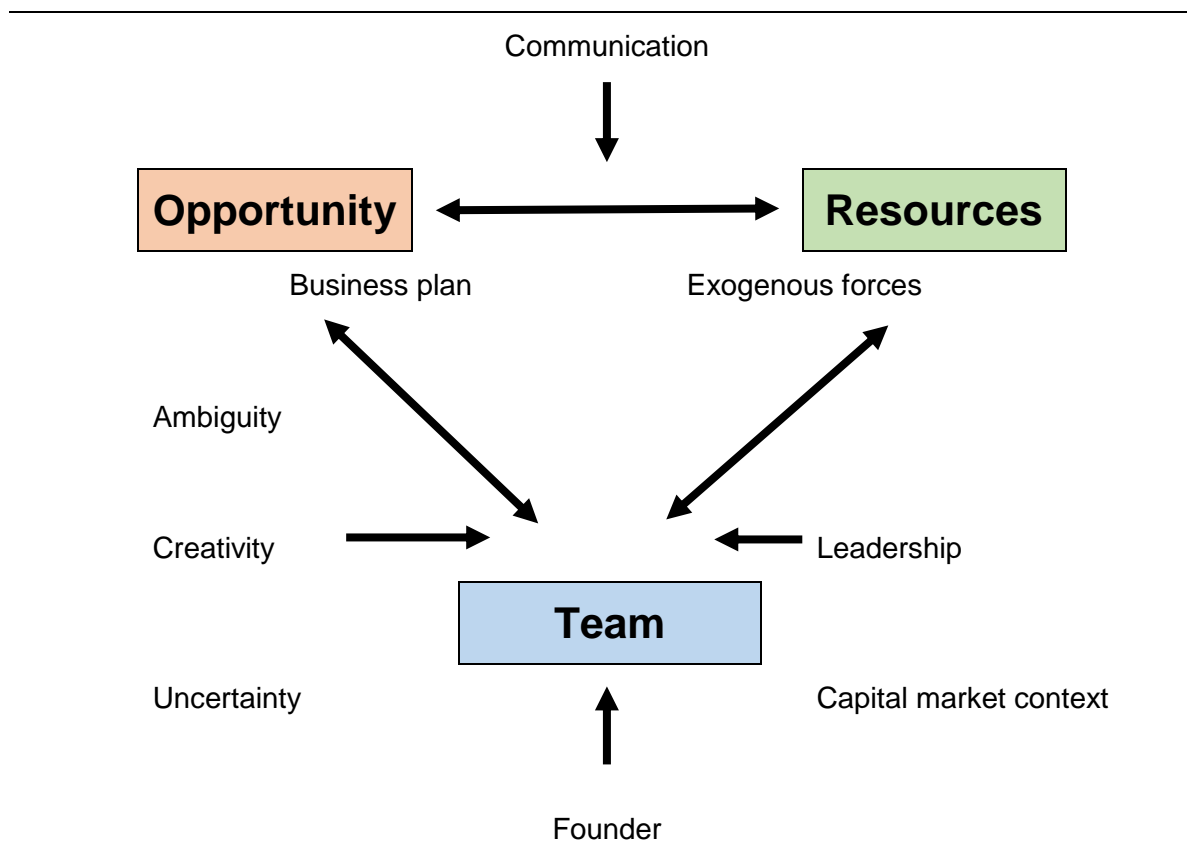 Communication
Opportunity
Resources
Business plan
Exogenous forces
Ambiguity
Creativity
Leadership
Team
Uncertainty
Capital market context
Founder